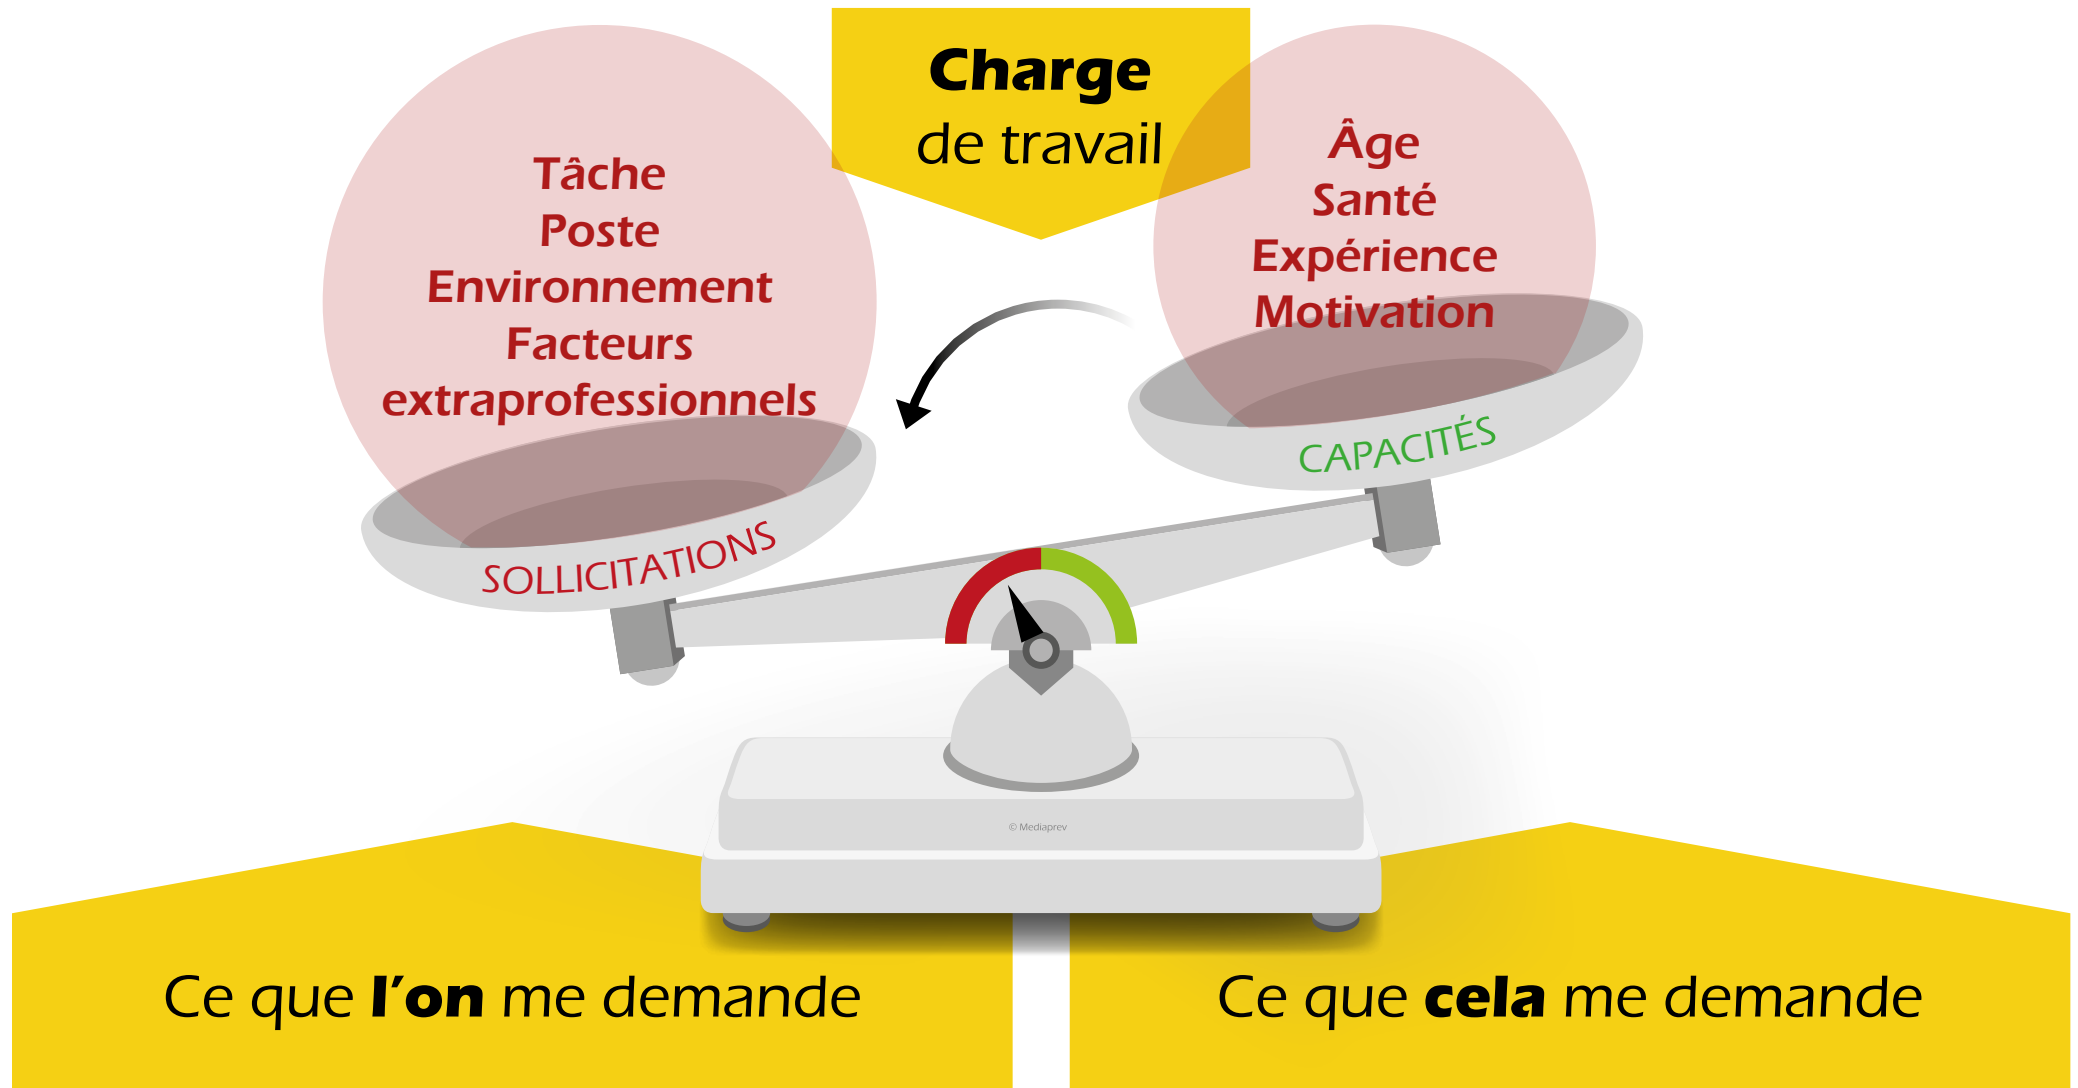 Charge
de travail
Tâche
Poste
Environnement
Facteurs
extraprofessionnels
SOLLICITATIONS
Âge
Santé
Expérience
Motivation
CAPACITÉS
© Mediaprev
Ce que l’on me demande
Ce que cela me demande